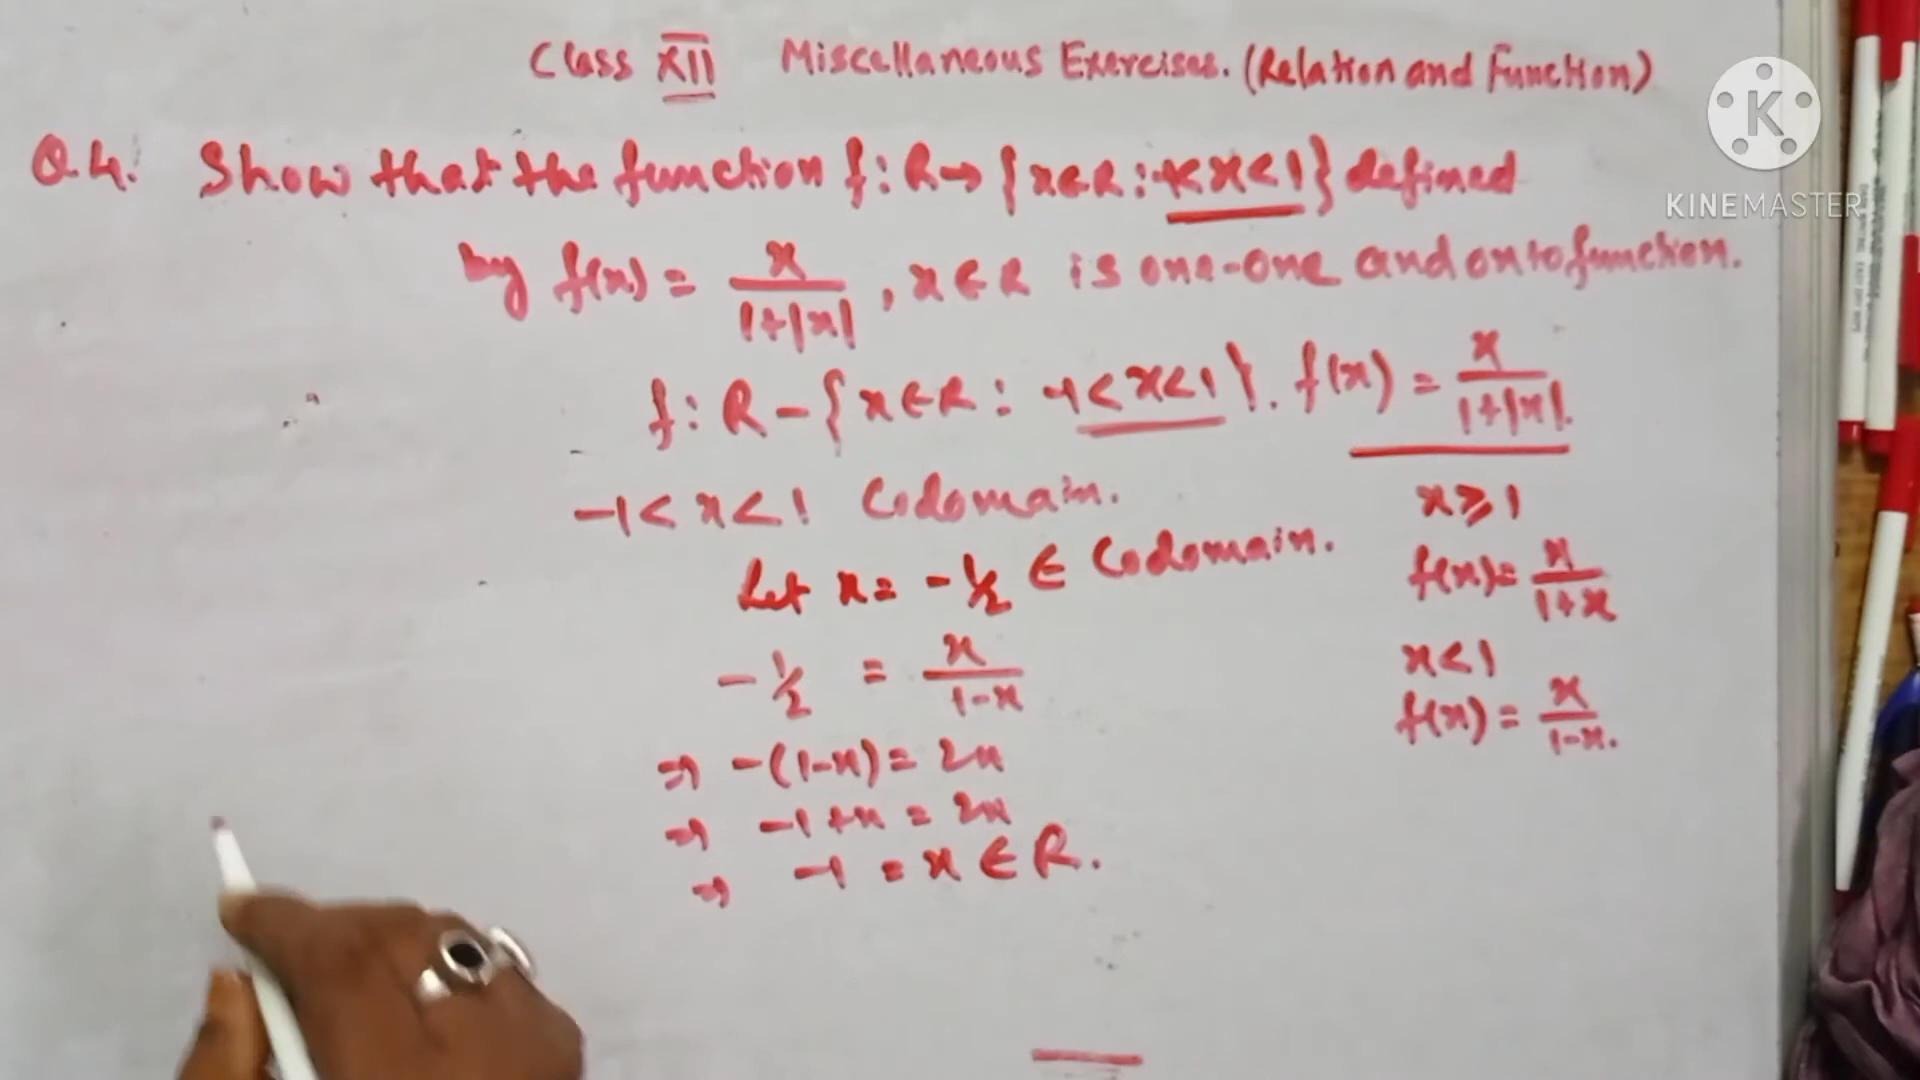 Class XII Miscellaneous Exercises. (Relation and Function)
K
KINEMASTER
Q.4. Show that the function f : R → {x ∈ R : -1 < x < 1} defined
by f(x) = x / 1+|x| , x ∈ R is one-one and onto function.
f : R - {x ∈ R : -1 < x < 1}. f(x) = x / 1+|x|.
-1 < x < 1 Codomain.
Let x = -1/2 ∈ Codomain.
-1/2 = x / 1-x
⇒ -(1-x) = 2x
⇒ -1+x = 2x
⇒ -1 = x ∈ R.
x ≥ 1
f(x) = x / 1+x
x < 1
f(x) = x / 1-x.